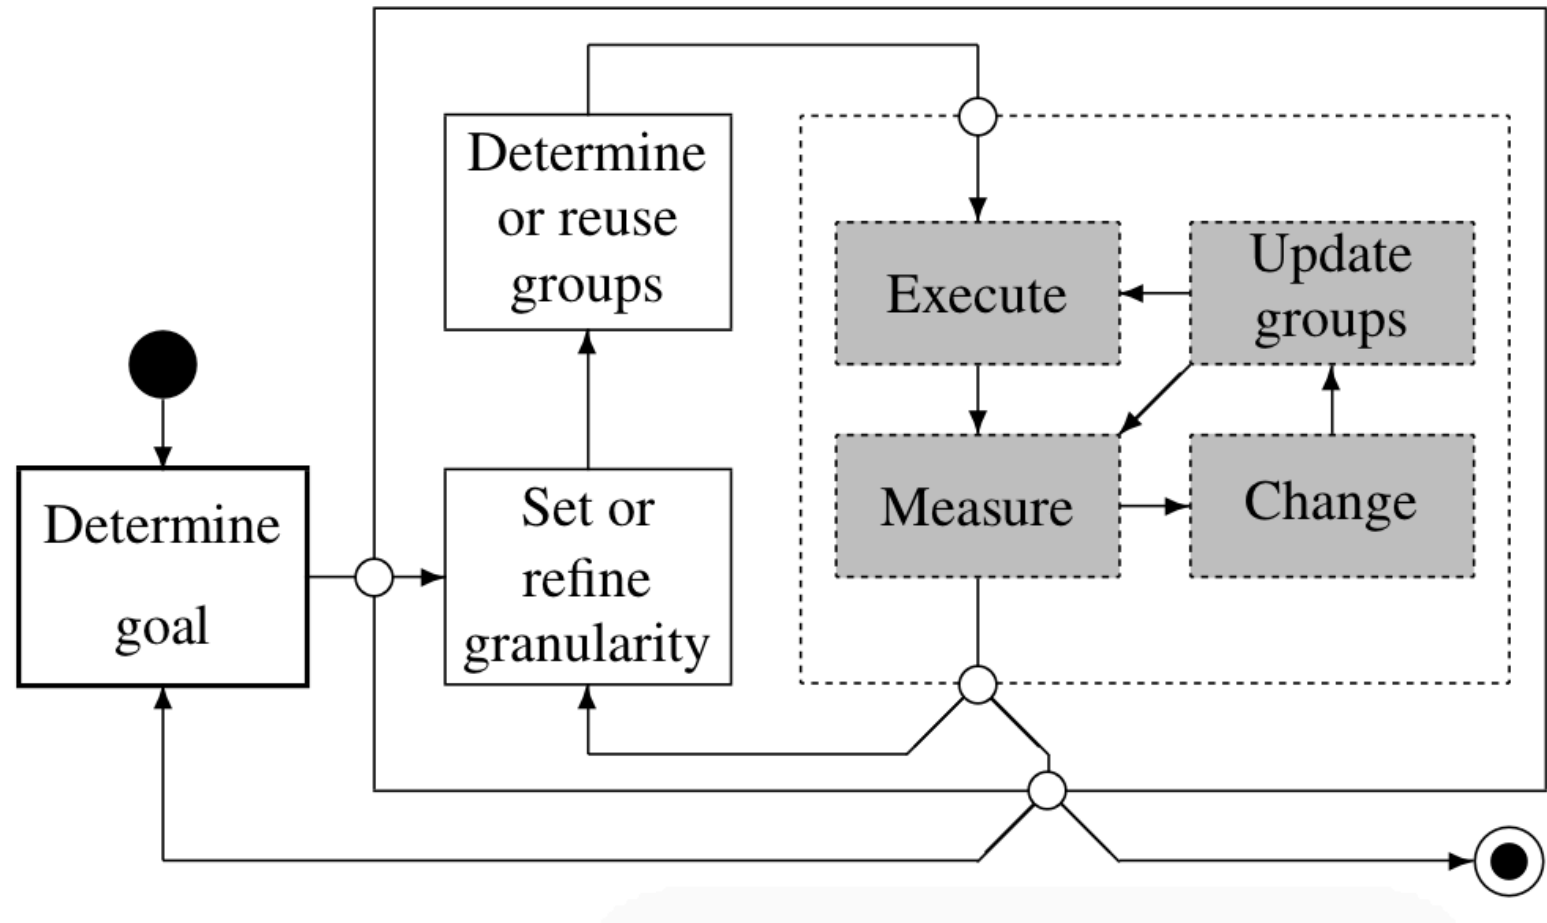 Determine
or reuse
groups
Execute
Update
groups
Determine
goal
Set or
refine
granularity
Measure
Change